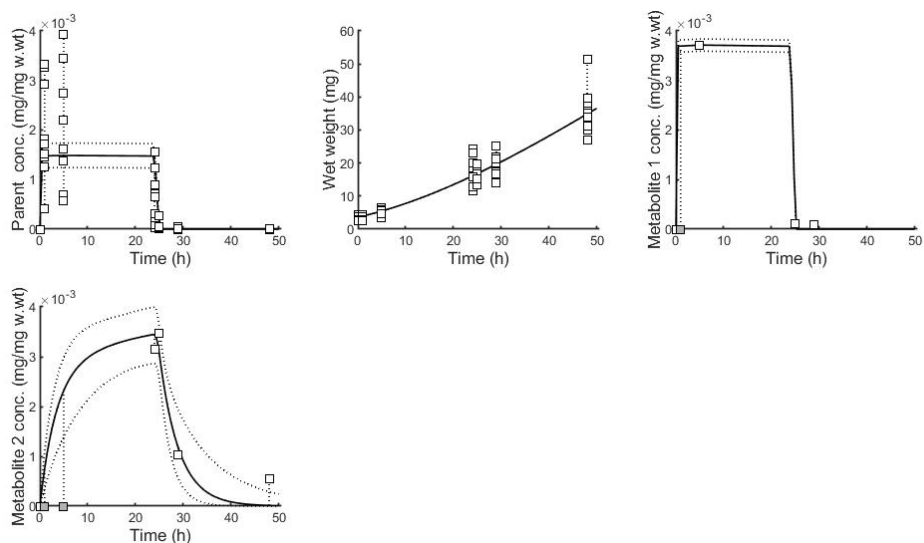 ×10⁻³
4
3
2
1
0
0 10 20 30 40 50
Time (h)
Parent conc. (mg/mg w.wt)
60
50
40
30
20
10
0
0 10 20 30 40 50
Time (h)
Wet weight (mg)
×10⁻³
4
3
2
1
0
0 10 20 30 40 50
Time (h)
Metabolite 1 conc. (mg/mg w.wt)
×10⁻³
4
3
2
1
0
0 10 20 30 40 50
Time (h)
Metabolite 2 conc. (mg/mg w.wt)